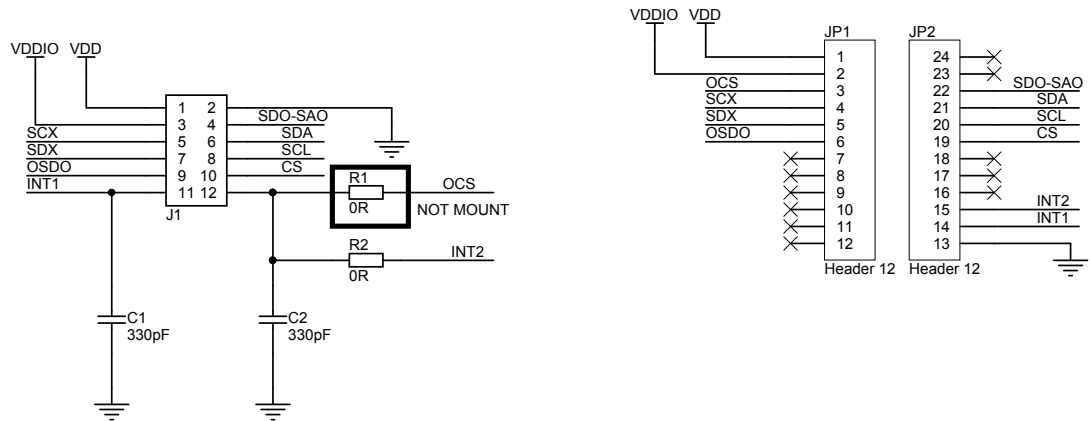 VDDIO VDD
1 2
3 4 SDO-SAO
SCX 5 6 SDA
SDX 7 8 SCL
OSDO 9 10 CS
INT1 11 12
J1
R1
0R
OCS
NOT MOUNT
R2
0R
INT2
C1
330pF
C2
330pF
VDDIO VDD
JP1
1
2
OCS 3
SCX 4
SDX 5
OSDO 6
7
8
9
10
11
12
Header 12
JP2
24
23
22 SDO-SAO
21 SDA
20 SCL
19 CS
18
17
16
15 INT2
14 INT1
13
Header 12